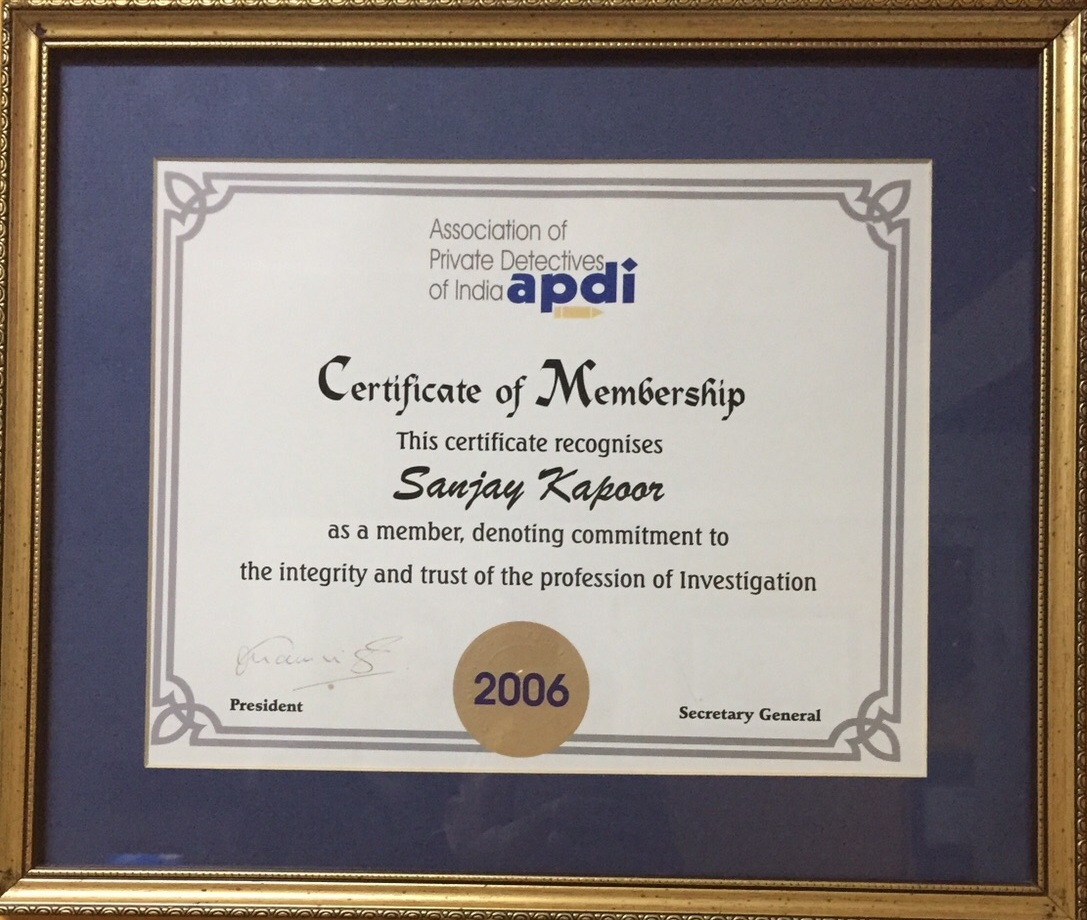 Association of
Private Detectives
of India apdi
Certificate of Membership
This certificate recognises
Sanjay Kapoor
as a member, denoting commitment to
the integrity and trust of the profession of Investigation
2006
President
Secretary General